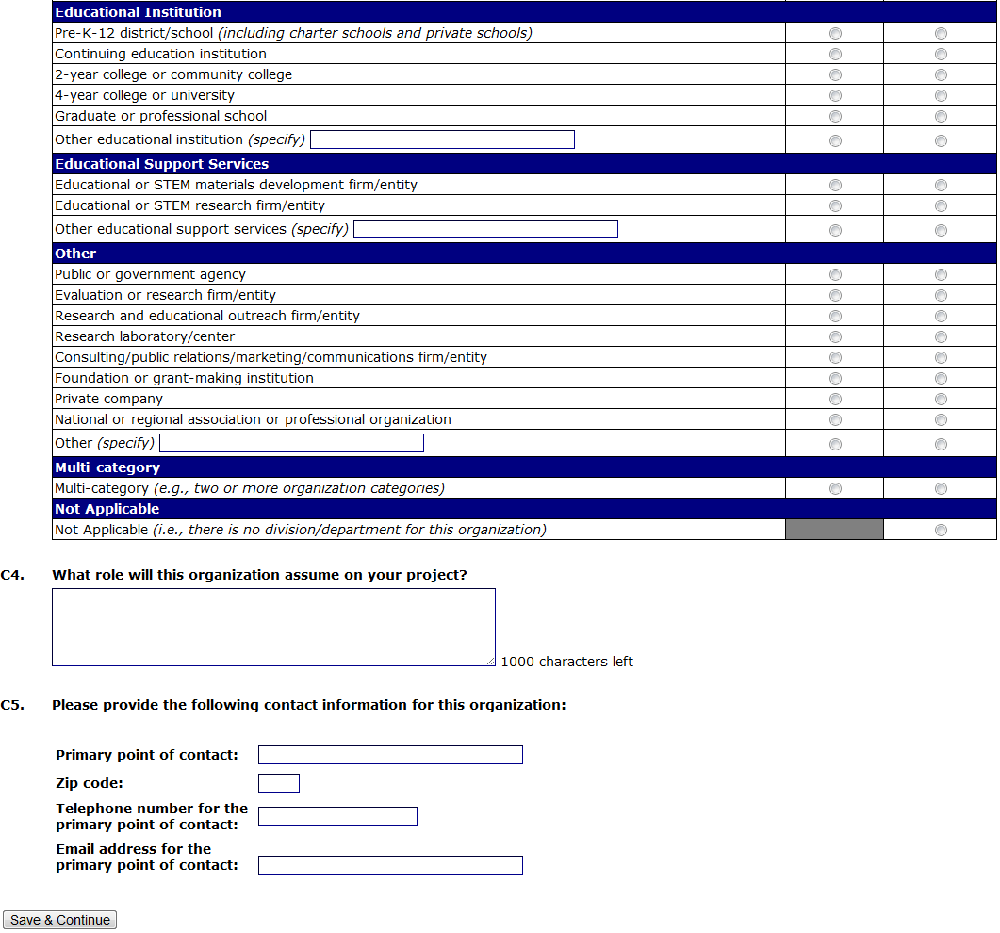 Educational Institution
Pre-K-12 district/school (including charter schools and private schools)
Continuing education institution
2-year college or community college
4-year college or university
Graduate or professional school
Other educational institution (specify)
Educational Support Services
Educational or STEM materials development firm/entity
Educational or STEM research firm/entity
Other educational support services (specify)
Other
Public or government agency
Evaluation or research firm/entity
Research and educational outreach firm/entity
Research laboratory/center
Consulting/public relations/marketing/communications firm/entity
Foundation or grant-making institution
Private company
National or regional association or professional organization
Other (specify)
Multi-category
Multi-category (e.g., two or more organization categories)
Not Applicable
Not Applicable (i.e., there is no division/department for this organization)
C4. What role will this organization assume on your project?
1000 characters left
C5. Please provide the following contact information for this organization:
Primary point of contact:
Zip code:
Telephone number for the
primary point of contact:
Email address for the
primary point of contact:
Save & Continue